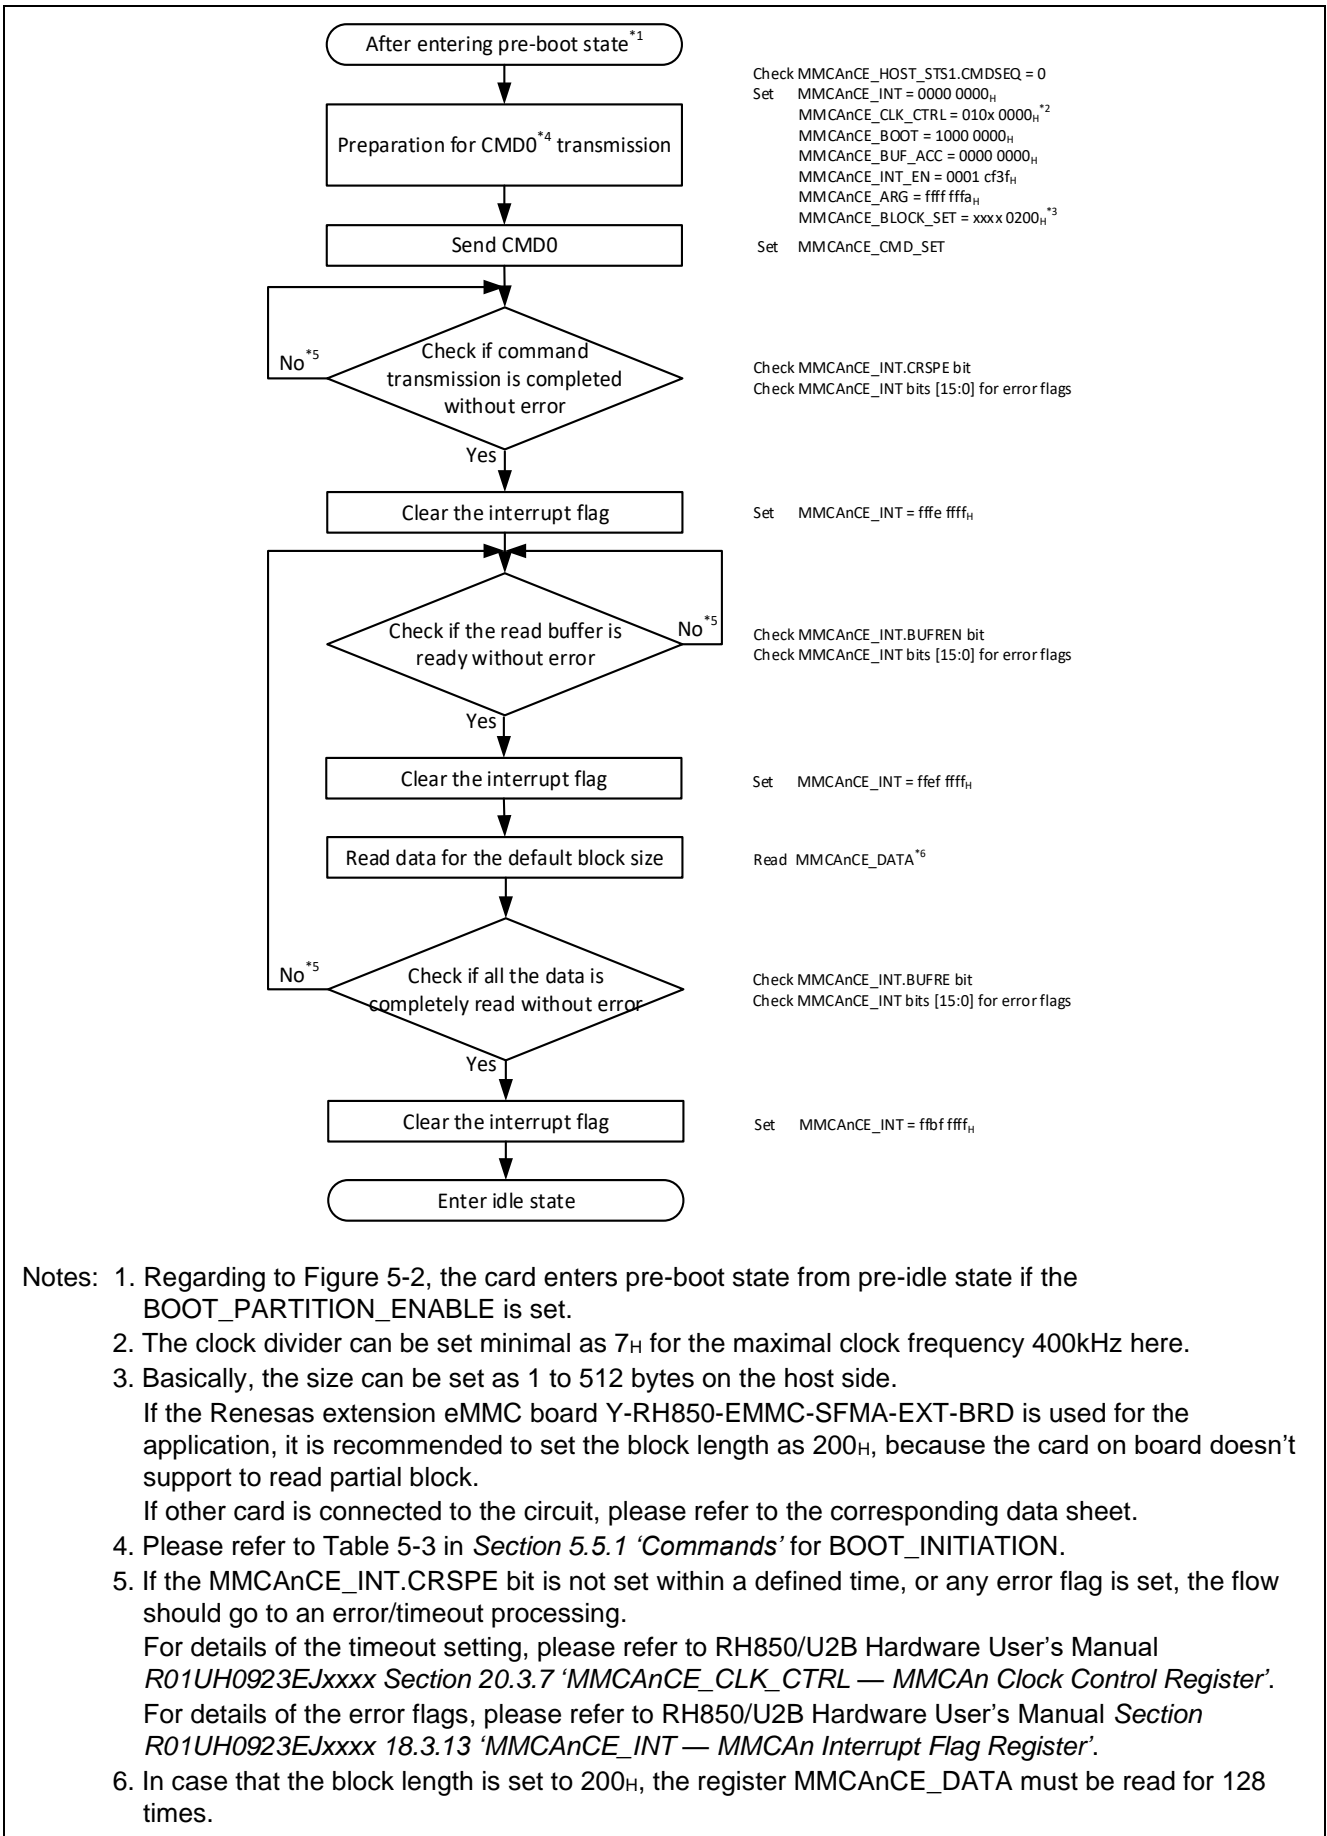 After entering pre-boot state*1
Check MMCAnCE_HOST_STS1.CMDSEQ = 0
Set MMCAnCE_INT = 0000 0000H
MMCAnCE_CLK_CTRL = 010x 0000H*2
MMCAnCE_BOOT = 1000 0000H
MMCAnCE_BUF_ACC = 0000 0000H
MMCAnCE_INT_EN = 0001 cf3fH
MMCAnCE_ARG = ffff fffaH
MMCAnCE_BLOCK_SET = xxxx 0200H*3
Preparation for CMD0*4 transmission
Send CMD0
Set MMCAnCE_CMD_SET
No*5
Check if command
transmission is completed
without error
Check MMCAnCE_INT.CRSPE bit
Check MMCAnCE_INT bits [15:0] for error flags
Yes
Clear the interrupt flag
Set MMCAnCE_INT = fffe ffffH
Check if the read buffer is
ready without error
No*5
Check MMCAnCE_INT.BUFREN bit
Check MMCAnCE_INT bits [15:0] for error flags
Yes
Clear the interrupt flag
Set MMCAnCE_INT = ffef ffffH
Read data for the default block size
Read MMCAnCE_DATA*6
No*5
Check if all the data is
completely read without error
Check MMCAnCE_INT.BUFRE bit
Check MMCAnCE_INT bits [15:0] for error flags
Yes
Clear the interrupt flag
Set MMCAnCE_INT = ffbf ffffH
Enter idle state
Notes: 1. Regarding to Figure 5-2, the card enters pre-boot state from pre-idle state if the
BOOT_PARTITION_ENABLE is set.
2. The clock divider can be set minimal as 7H for the maximal clock frequency 400kHz here.
3. Basically, the size can be set as 1 to 512 bytes on the host side.
If the Renesas extension eMMC board Y-RH850-EMMC-SFMA-EXT-BRD is used for the
application, it is recommended to set the block length as 200H, because the card on board doesn't
support to read partial block.
If other card is connected to the circuit, please refer to the corresponding data sheet.
4. Please refer to Table 5-3 in Section 5.5.1 ‘Commands’ for BOOT_INITIATION.
5. If the MMCAnCE_INT.CRSPE bit is not set within a defined time, or any error flag is set, the flow
should go to an error/timeout processing.
For details of the timeout setting, please refer to RH850/U2B Hardware User's Manual
R01UH0923EJxxxx Section 20.3.7 ‘MMCAnCE_CLK_CTRL — MMCAn Clock Control Register’.
For details of the error flags, please refer to RH850/U2B Hardware User's Manual Section
R01UH0923EJxxxx 18.3.13 ‘MMCAnCE_INT — MMCAn Interrupt Flag Register’.
6. In case that the block length is set to 200H, the register MMCAnCE_DATA must be read for 128
times.